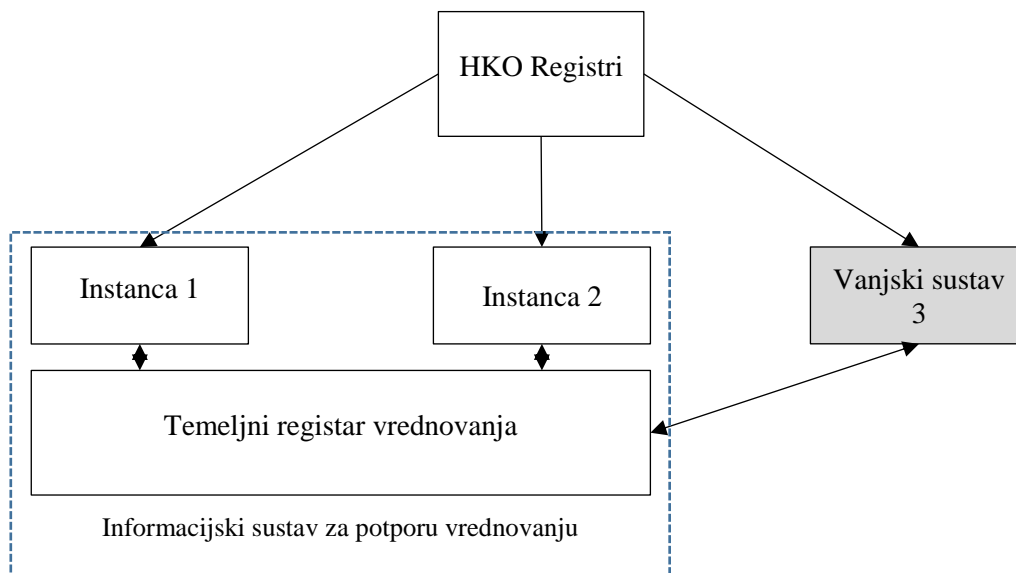 HKO Registri
Instanca 1
Instanca 2
Vanjski sustav
3
Temeljni registar vrednovanja
Informacijski sustav za potporu vrednovanju